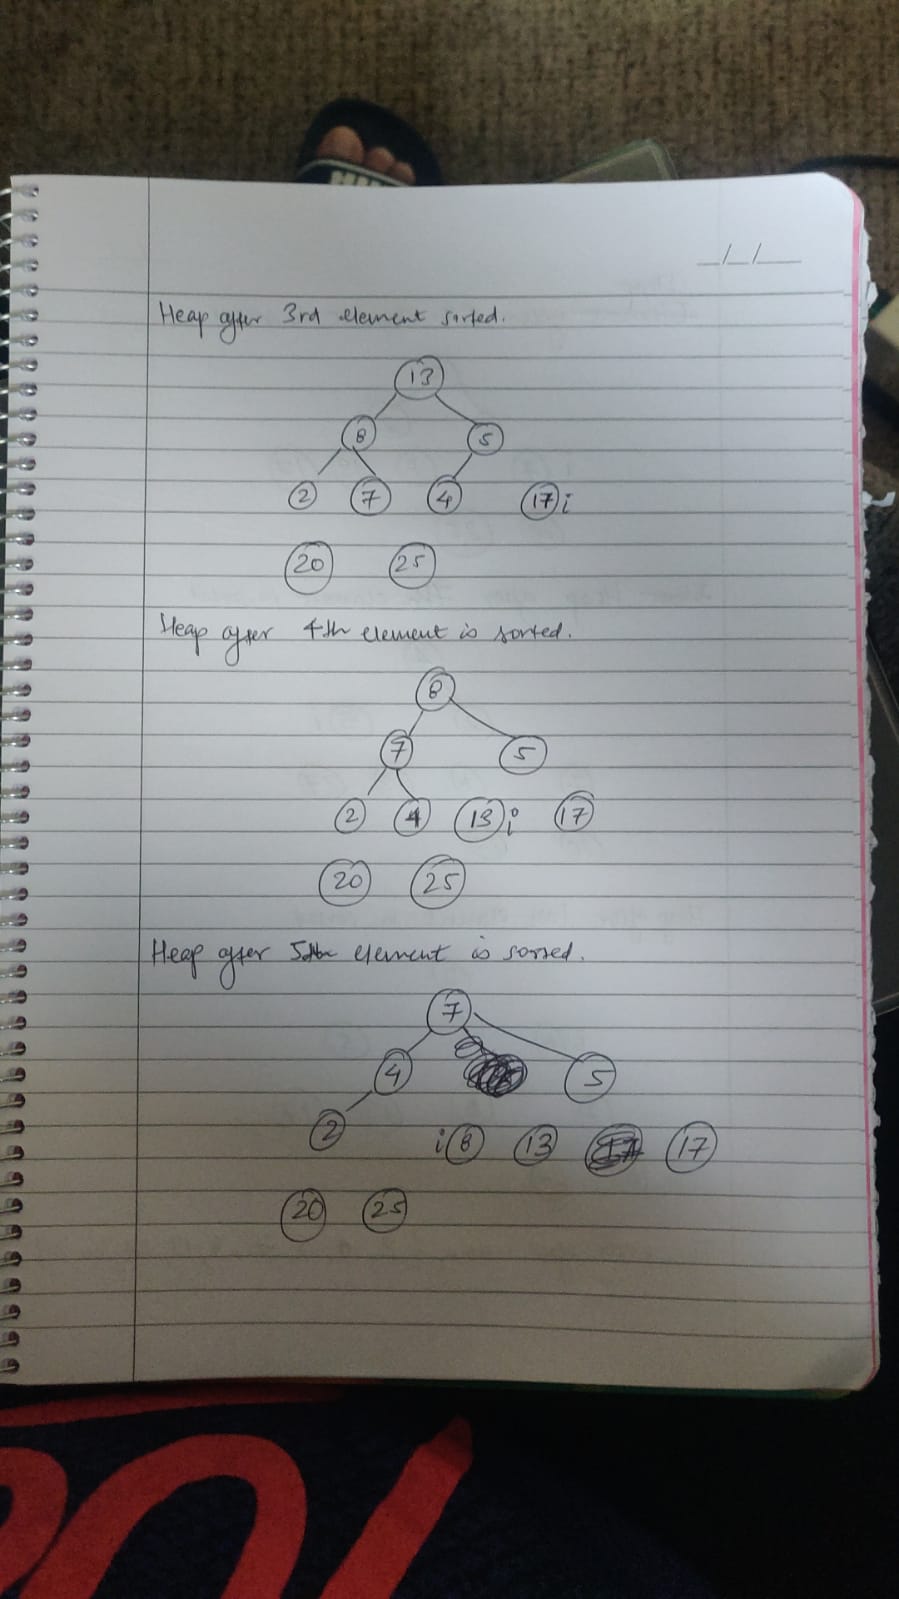 _/_/__
Heap after 3rd element sorted.
13
8 5
2 7 4 17 i
20 25
Heap after 4th element is sorted.
8
7 5
2 4 13 i 17
20 25
Heap after 5th element is sorted.
7
4 5
2 i 8 13 17
20 25